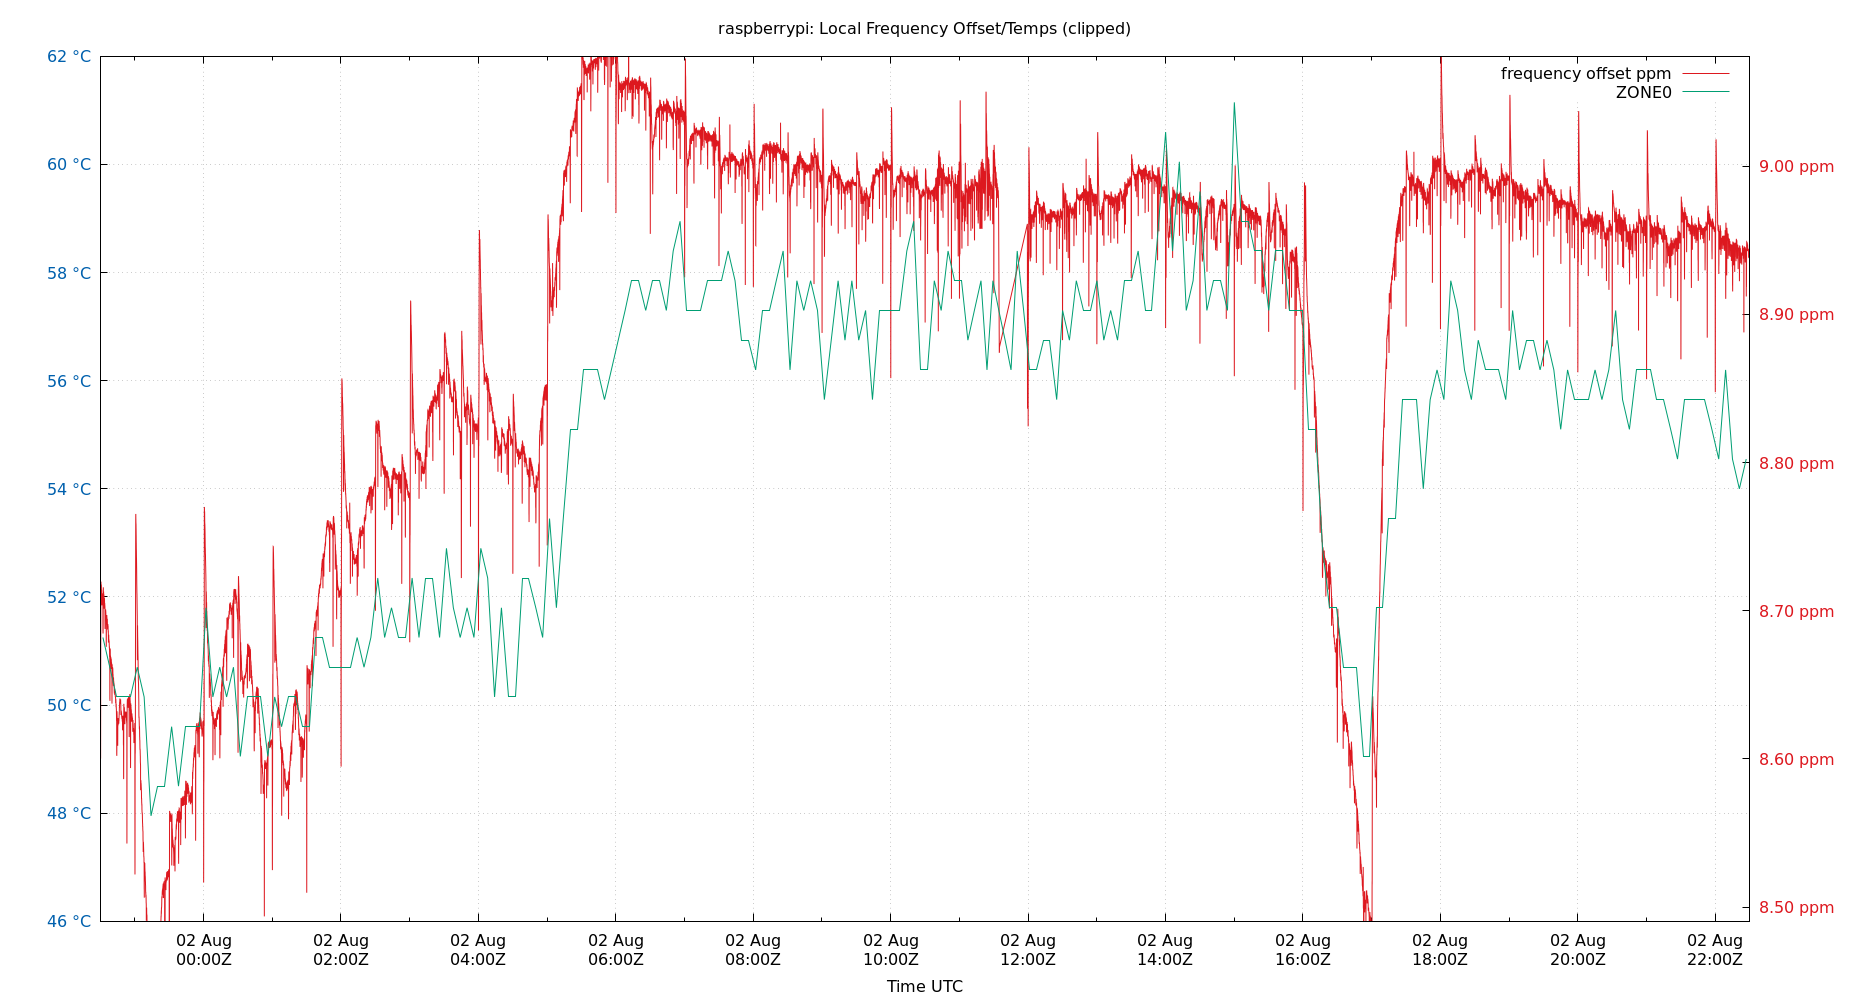 raspberrypi: Local Frequency Offset/Temps (clipped)
frequency offset ppm
ZONE0
62 °C
60 °C
58 °C
56 °C
54 °C
52 °C
50 °C
48 °C
46 °C
9.00 ppm
8.90 ppm
8.80 ppm
8.70 ppm
8.60 ppm
8.50 ppm
02 Aug 02 Aug 02 Aug 02 Aug 02 Aug 02 Aug 02 Aug 02 Aug 02 Aug 02 Aug 02 Aug 02 Aug
00:00Z 02:00Z 04:00Z 06:00Z 08:00Z 10:00Z 12:00Z 14:00Z 16:00Z 18:00Z 20:00Z 22:00Z
Time UTC